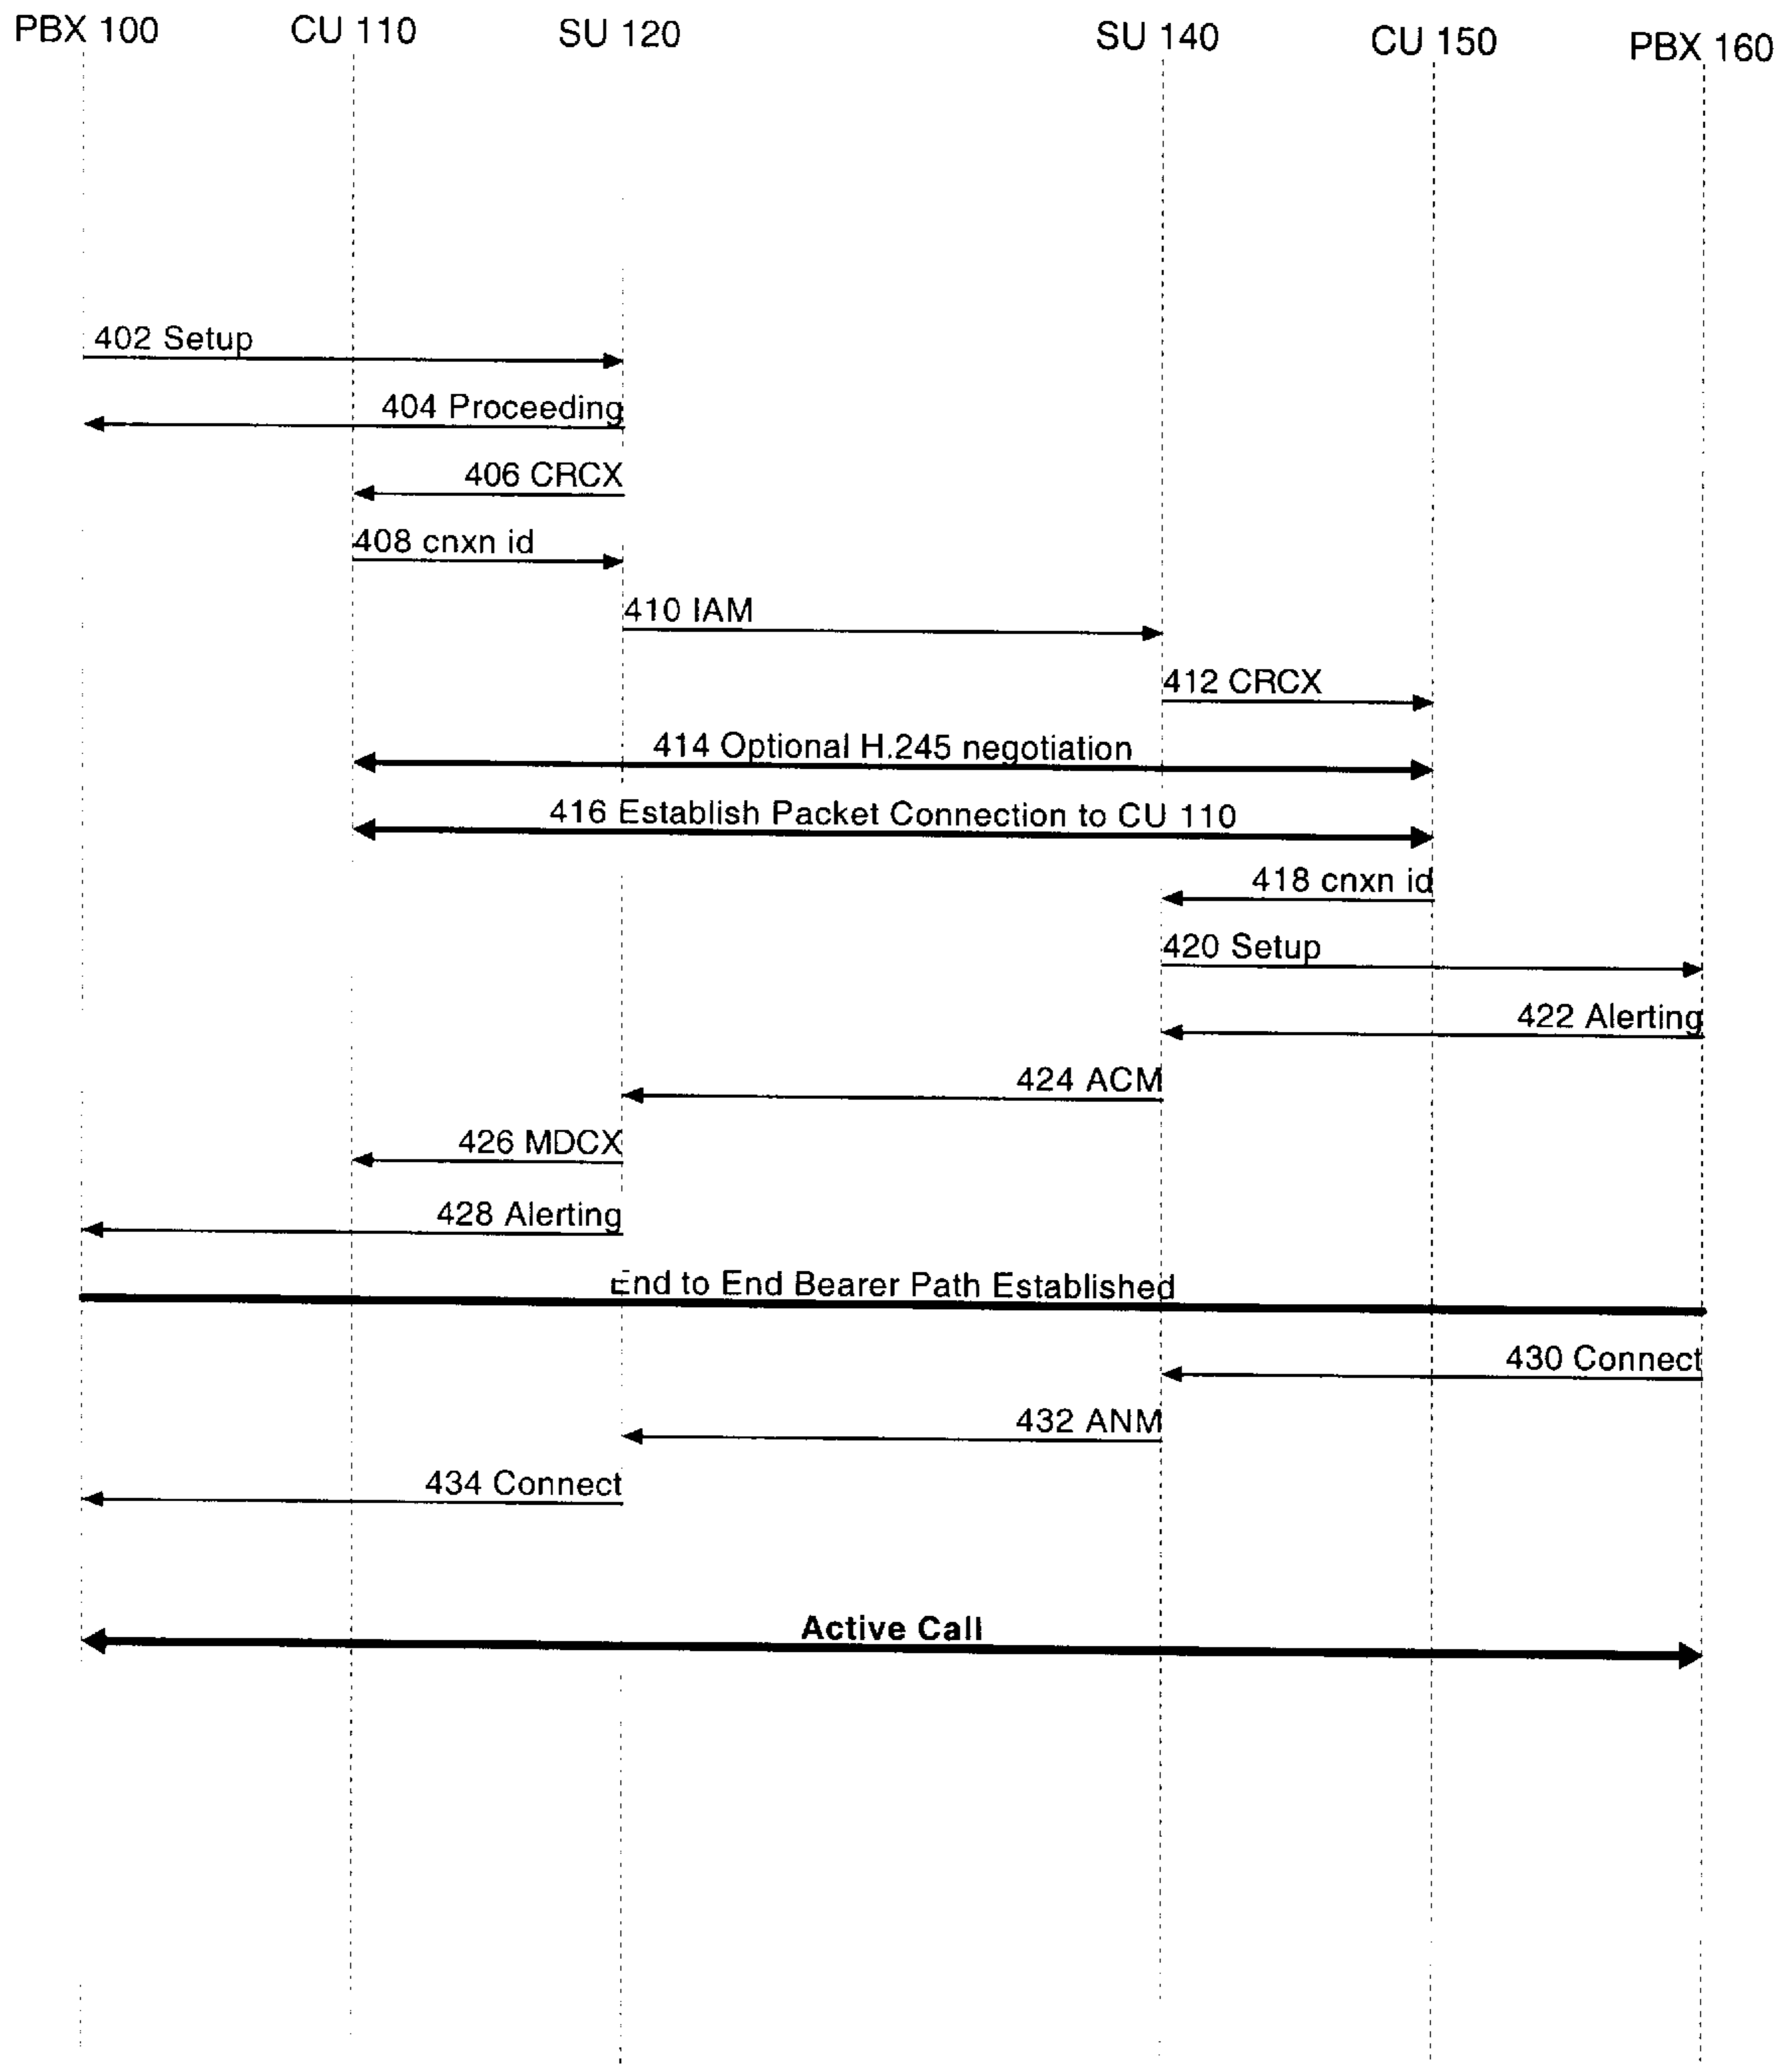 PBX 100
CU 110
SU 120
SU 140
CU 150
PBX 160
402 Setup
404 Proceeding
406 CRCX
408 cnxn id
410 IAM
412 CRCX
414 Optional H.245 negotiation
416 Establish Packet Connection to CU 110
418 cnxn id
420 Setup
422 Alerting
424 ACM
426 MDCX
428 Alerting
End to End Bearer Path Established
430 Connect
432 ANM
434 Connect
Active Call